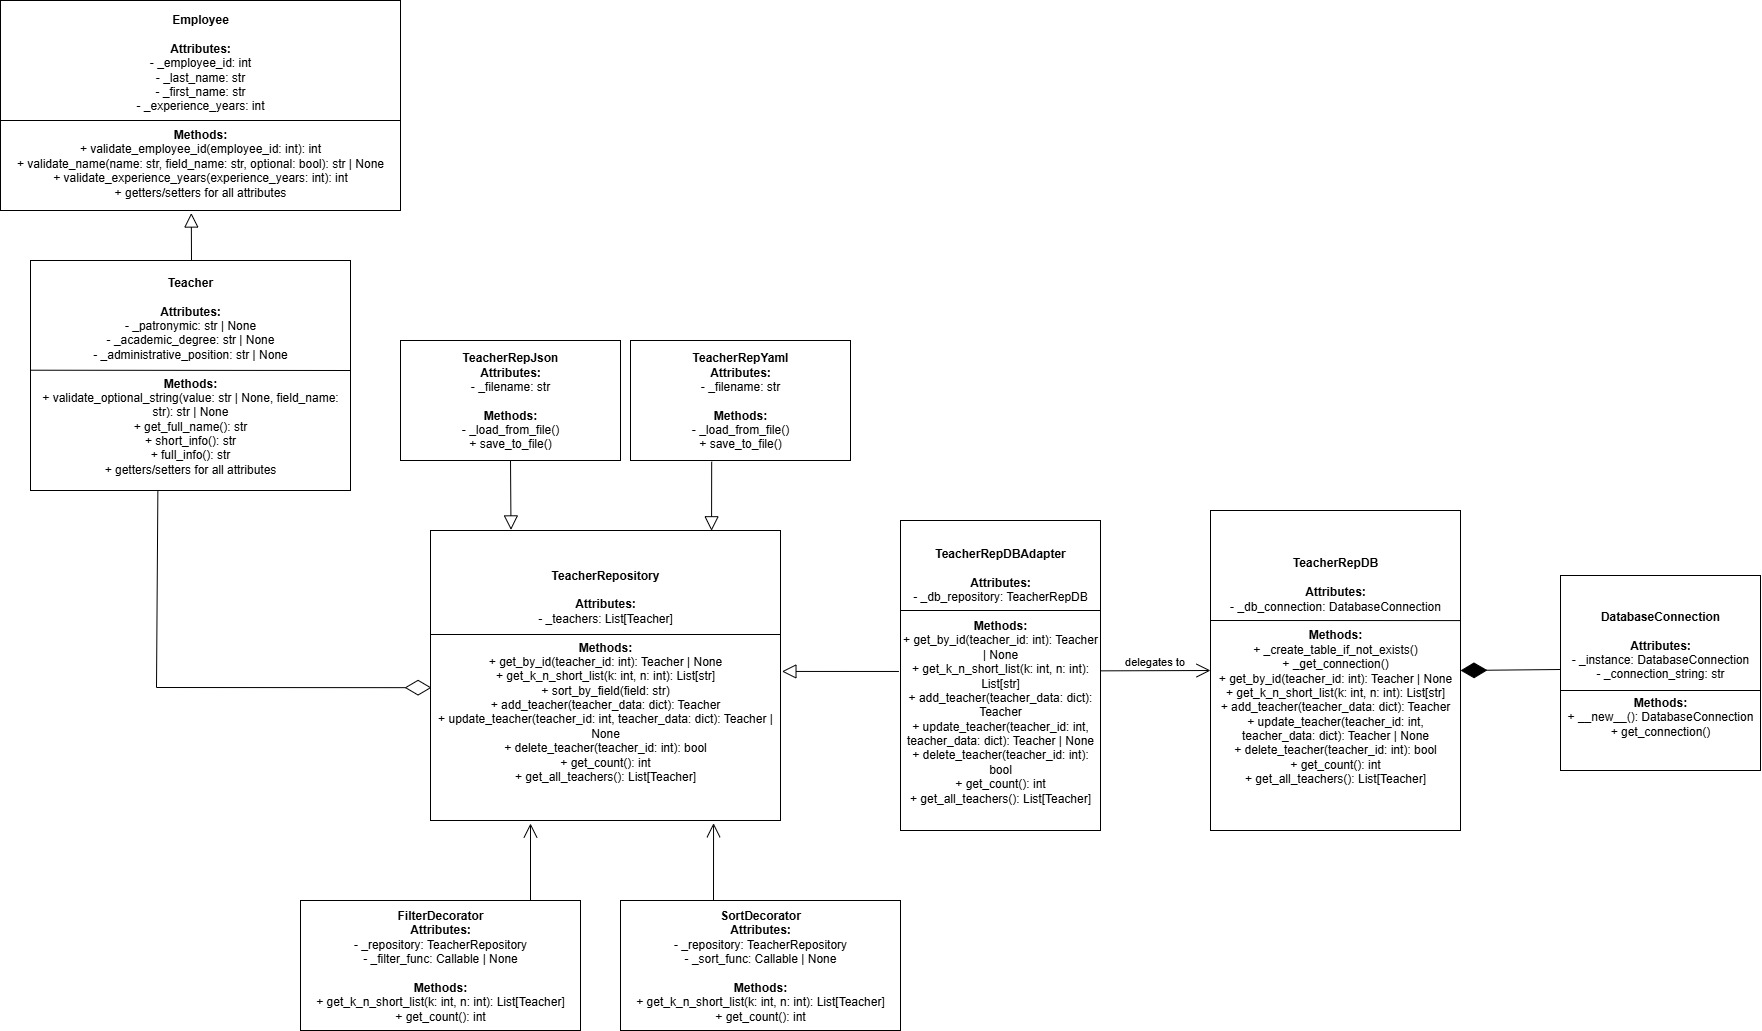 Employee
Attributes:
- _employee_id: int
- _last_name: str
- _first_name: str
- _experience_years: int
Methods:
+ validate_employee_id(employee_id: int): int
+ validate_name(name: str, field_name: str, optional: bool): str | None
+ validate_experience_years(experience_years: int): int
+ getters/setters for all attributes
Teacher
Attributes:
- _patronymic: str | None
- _academic_degree: str | None
- _administrative_position: str | None
Methods:
+ validate_optional_string(value: str | None, field_name:
str): str | None
+ get_full_name(): str
+ short_info(): str
+ full_info(): str
+ getters/setters for all attributes
TeacherRepJson
Attributes:
- _filename: str
Methods:
- _load_from_file()
+ save_to_file()
TeacherRepYaml
Attributes:
- _filename: str
Methods:
- _load_from_file()
+ save_to_file()
TeacherRepository
Attributes:
- _teachers: List[Teacher]
Methods:
+ get_by_id(teacher_id: int): Teacher | None
+ get_k_n_short_list(k: int, n: int): List[str]
+ sort_by_field(field: str)
+ add_teacher(teacher_data: dict): Teacher
+ update_teacher(teacher_id: int, teacher_data: dict): Teacher |
None
+ delete_teacher(teacher_id: int): bool
+ get_count(): int
+ get_all_teachers(): List[Teacher]
TeacherRepDBAdapter
Attributes:
- _db_repository: TeacherRepDB
Methods:
+ get_by_id(teacher_id: int): Teacher
| None
+ get_k_n_short_list(k: int, n: int):
List[str]
+ add_teacher(teacher_data: dict):
Teacher
+ update_teacher(teacher_id: int,
teacher_data: dict): Teacher | None
+ delete_teacher(teacher_id: int):
bool
+ get_count(): int
+ get_all_teachers(): List[Teacher]
delegates to
TeacherRepDB
Attributes:
- _db_connection: DatabaseConnection
Methods:
+ _create_table_if_not_exists()
+ _get_connection()
+ get_by_id(teacher_id: int): Teacher | None
+ get_k_n_short_list(k: int, n: int): List[str]
+ add_teacher(teacher_data: dict): Teacher
+ update_teacher(teacher_id: int,
teacher_data: dict): Teacher | None
+ delete_teacher(teacher_id: int): bool
+ get_count(): int
+ get_all_teachers(): List[Teacher]
DatabaseConnection
Attributes:
- _instance: DatabaseConnection
- _connection_string: str
Methods:
+ __new__(): DatabaseConnection
+ get_connection()
FilterDecorator
Attributes:
- _repository: TeacherRepository
- _filter_func: Callable | None
Methods:
+ get_k_n_short_list(k: int, n: int): List[Teacher]
+ get_count(): int
SortDecorator
Attributes:
- _repository: TeacherRepository
- _sort_func: Callable | None
Methods:
+ get_k_n_short_list(k: int, n: int): List[Teacher]
+ get_count(): int